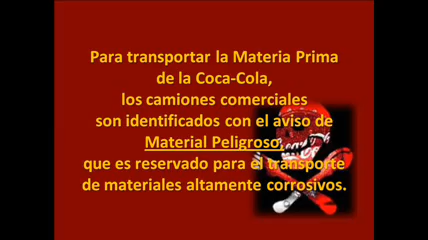 Para transportar la Materia Prima
de la Coca-Cola,
los camiones comerciales
son identificados con el aviso de
Material Peligroso,
que es reservado para el transporte
de materiales altamente corrosivos.